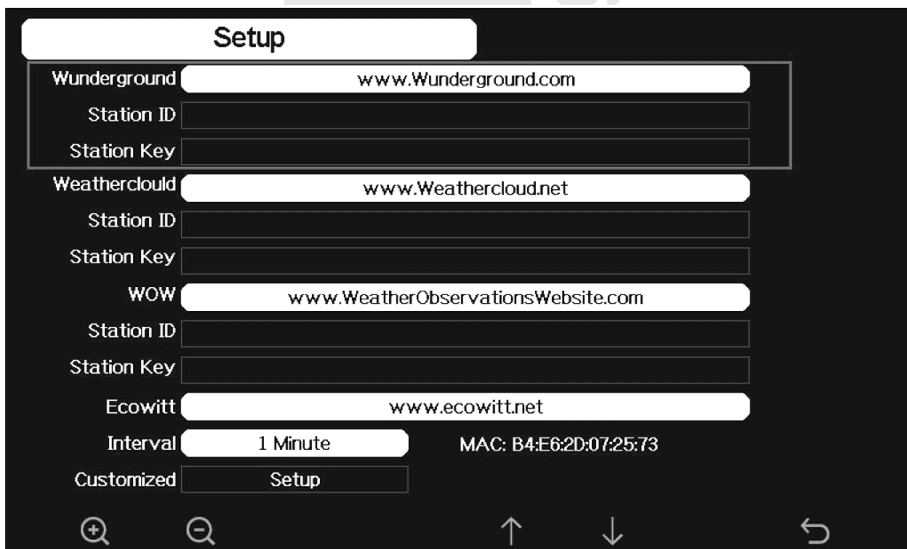 Setup
Wunderground www.Wunderground.com
Station ID
Station Key
Weatherclould www.Weathercloud.net
Station ID
Station Key
WOW www.WeatherObservationsWebsite.com
Station ID
Station Key
Ecowitt www.ecowitt.net
Interval 1 Minute MAC: B4:E6:2D:07:25:73
Customized Setup